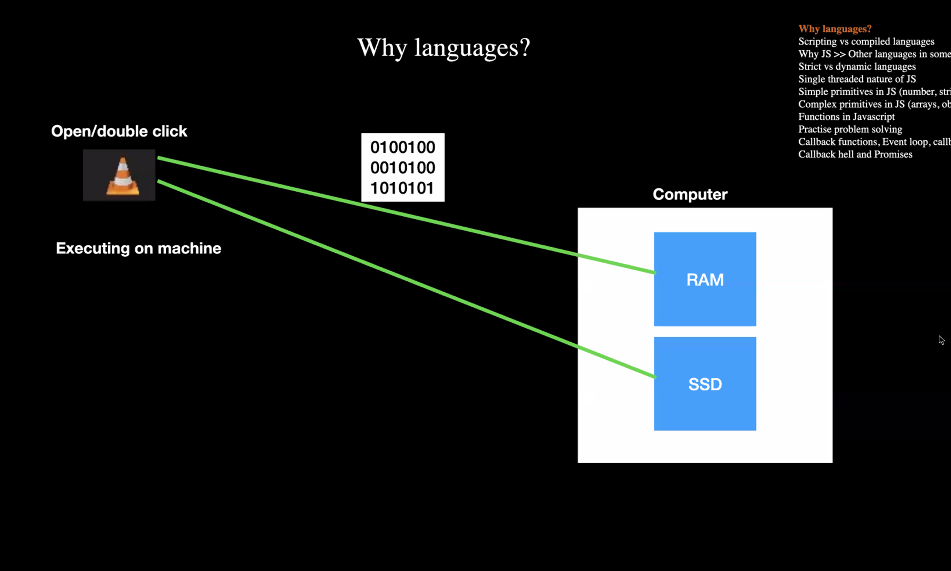 Why languages?
Why languages?
Scripting vs compiled languages
Why JS >> Other languages in some
Strict vs dynamic languages
Single threaded nature of JS
Simple primitives in JS (number, stri
Complex primitives in JS (arrays, ob
Functions in Javascript
Practise problem solving
Callback functions, Event loop, callb
Callback hell and Promises
Open/double click
0100100
0010100
1010101
Executing on machine
Computer
RAM
SSD